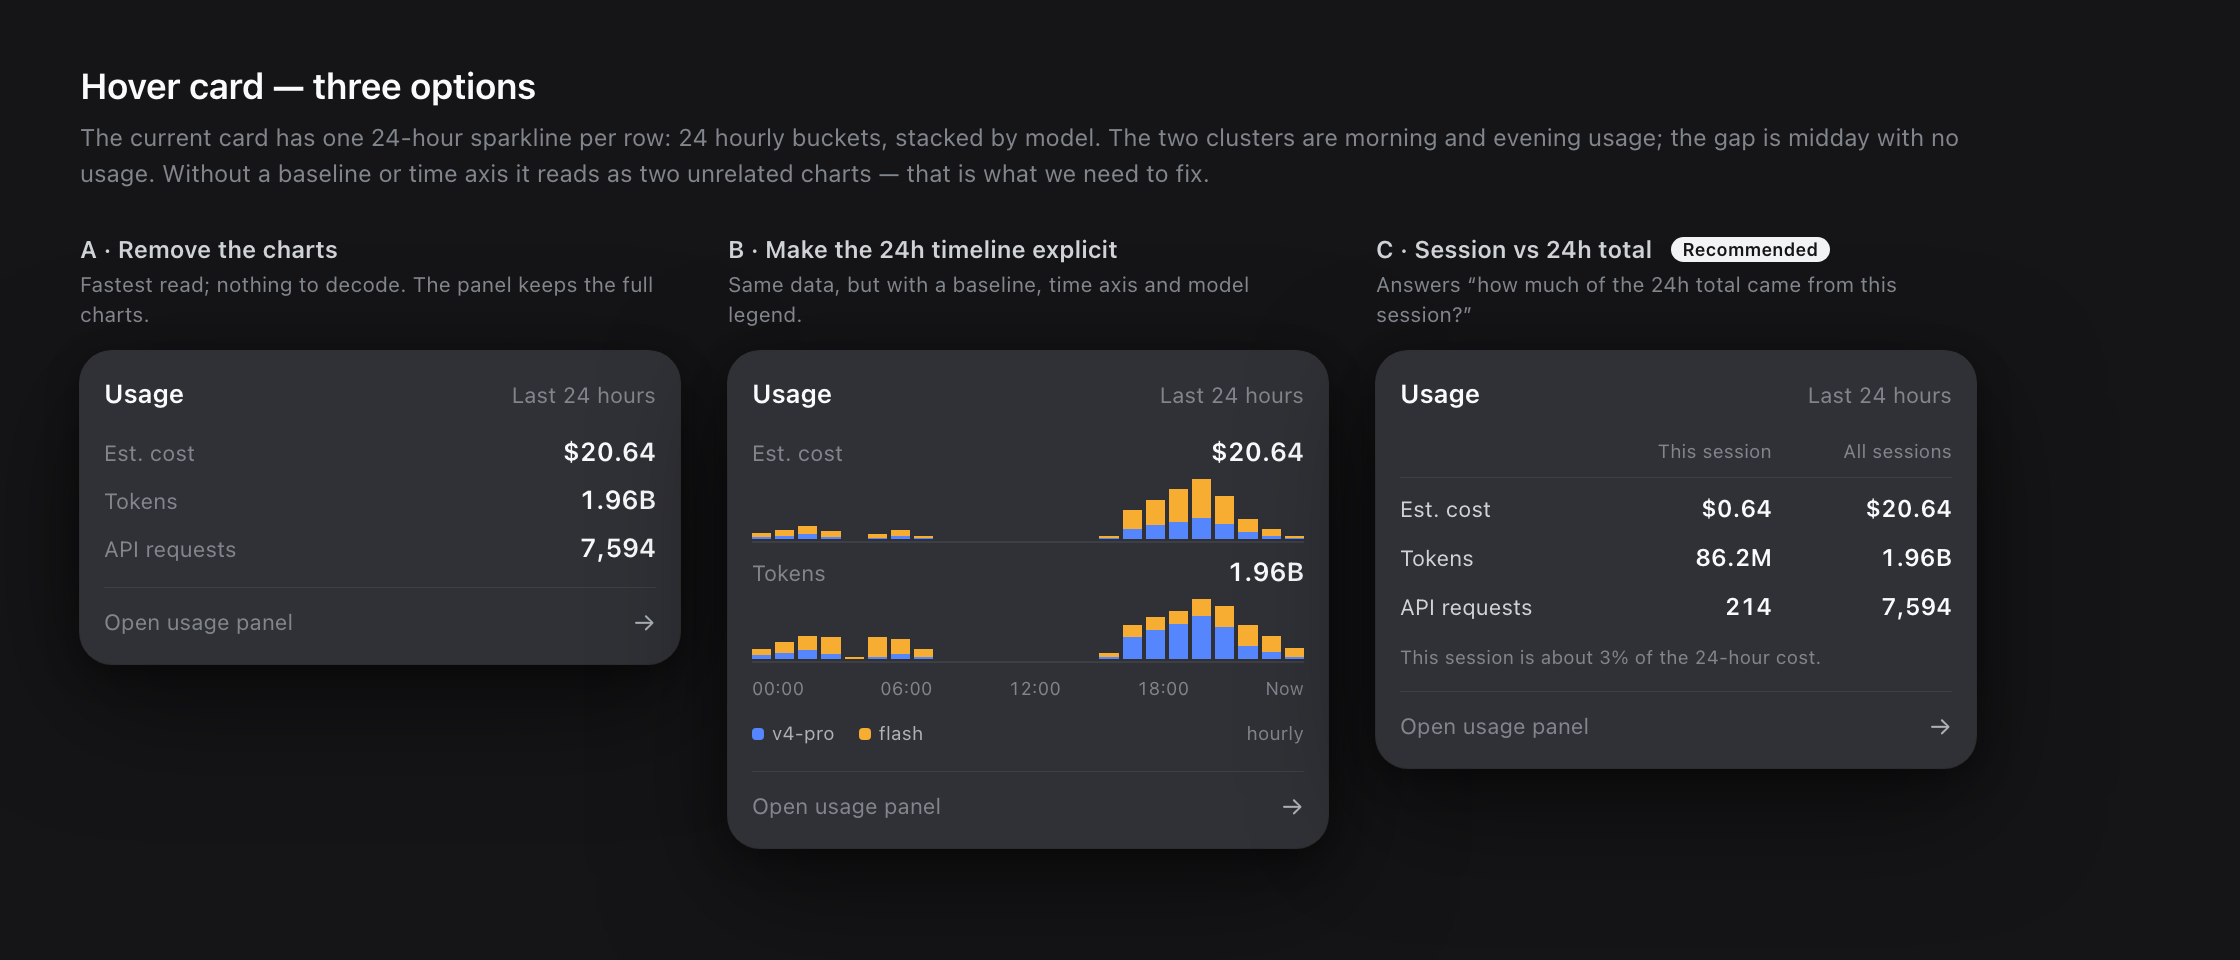 Hover card — three options
The current card has one 24-hour sparkline per row: 24 hourly buckets, stacked by model. The two clusters are morning and evening usage; the gap is midday with no
usage. Without a baseline or time axis it reads as two unrelated charts — that is what we need to fix.
A · Remove the charts
Fastest read; nothing to decode. The panel keeps the full
charts.
Usage Last 24 hours
Est. cost $20.64
Tokens 1.96B
API requests 7,594
Open usage panel →
B · Make the 24h timeline explicit
Same data, but with a baseline, time axis and model
legend.
Usage Last 24 hours
Est. cost $20.64
Tokens 1.96B
00:00 06:00 12:00 18:00 Now
v4-pro flash hourly
Open usage panel →
C · Session vs 24h total Recommended
Answers “how much of the 24h total came from this
session?”
Usage Last 24 hours
This session All sessions
Est. cost $0.64 $20.64
Tokens 86.2M 1.96B
API requests 214 7,594
This session is about 3% of the 24-hour cost.
Open usage panel →